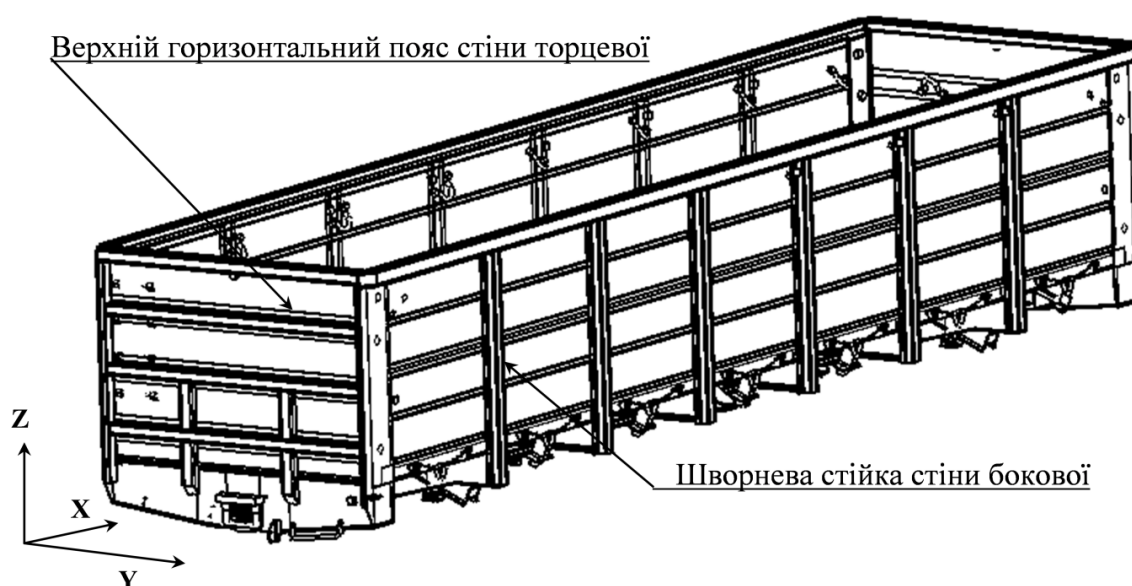 Верхній горизонтальний пояс стіни торцевої
Z
X
Y
Шворнева стійка стіни бокової